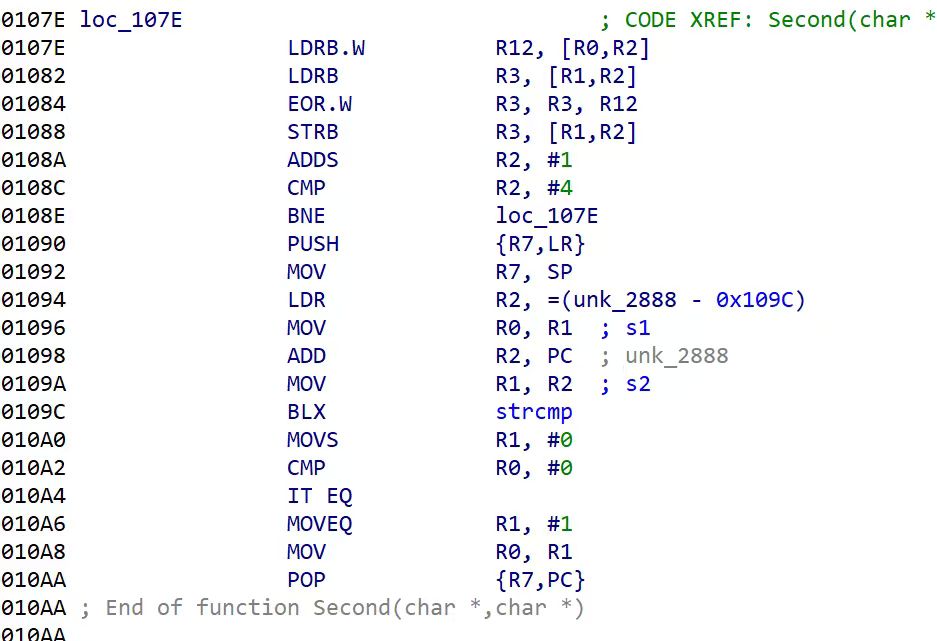 0107E loc_107E ; CODE XREF: Second(char *
0107E LDRB.W R12, [R0,R2]
01082 LDRB R3, [R1,R2]
01084 EOR.W R3, R3, R12
01088 STRB R3, [R1,R2]
0108A ADDS R2, #1
0108C CMP R2, #4
0108E BNE loc_107E
01090 PUSH {R7,LR}
01092 MOV R7, SP
01094 LDR R2, =(unk_2888 - 0x109C)
01096 MOV R0, R1 ; s1
01098 ADD R2, PC ; unk_2888
0109A MOV R1, R2 ; s2
0109C BLX strcmp
010A0 MOVS R1, #0
010A2 CMP R0, #0
010A4 IT EQ
010A6 MOVEQ R1, #1
010A8 MOV R0, R1
010AA POP {R7,PC}
010AA ; End of function Second(char *,char *)
010AA